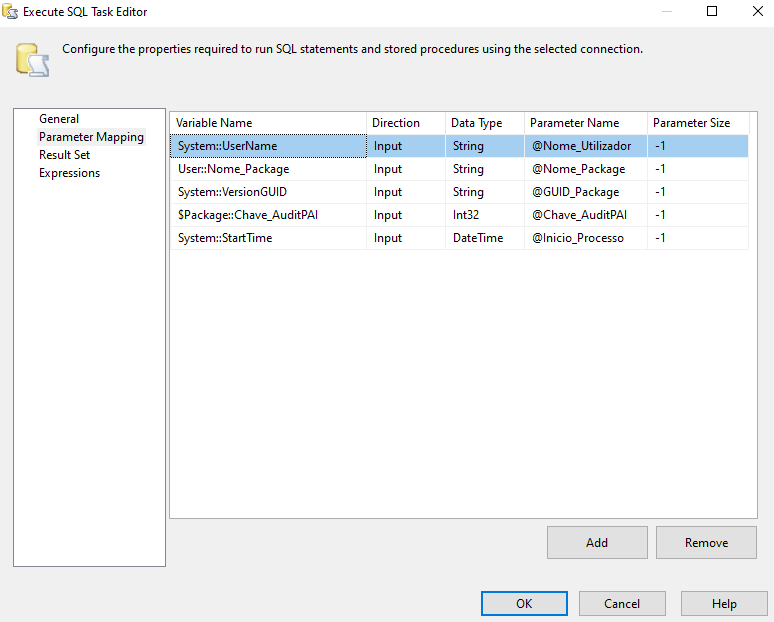 Execute SQL Task Editor
Configure the properties required to run SQL statements and stored procedures using the selected connection.
General
Parameter Mapping
Result Set
Expressions
Variable Name Direction Data Type Parameter Name Parameter Size
System::UserName Input String @Nome_Utilizador -1
User::Nome_Package Input String @Nome_Package -1
System::VersionGUID Input String @GUID_Package -1
$Package::Chave_AuditPAI Input Int32 @Chave_AuditPAI -1
System::StartTime Input DateTime @Inicio_Processo -1
Add Remove
OK Cancel Help